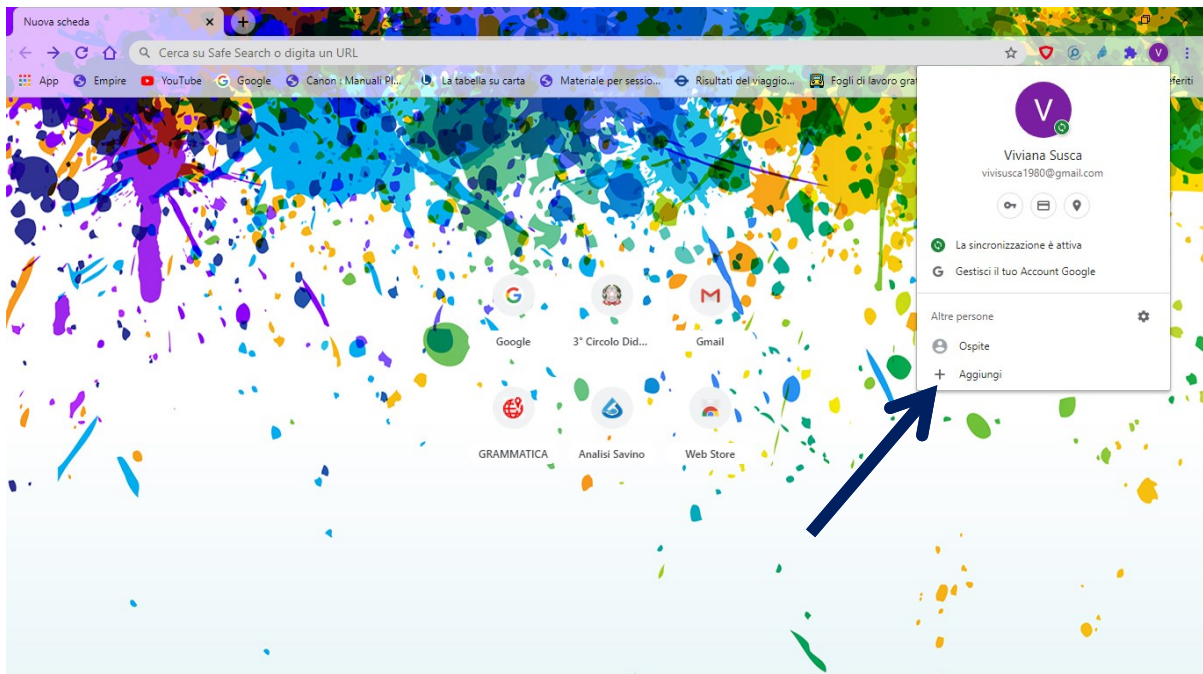 Nuova scheda
Cerca su Safe Search o digita un URL
V
App Empire YouTube Google Canon : Manuali Pl... La tabella su carta Materiale per sessio... Risultati del viaggio... Fogli di lavoro gra
eferiti
V
Viviana Susca
vivisusca1980@gmail.com
La sincronizzazione è attiva
G Gestisci il tuo Account Google
Altre persone
Ospite
+ Aggiungi
Google 3° Circolo Did... Gmail
GRAMMATICA Analisi Savino Web Store